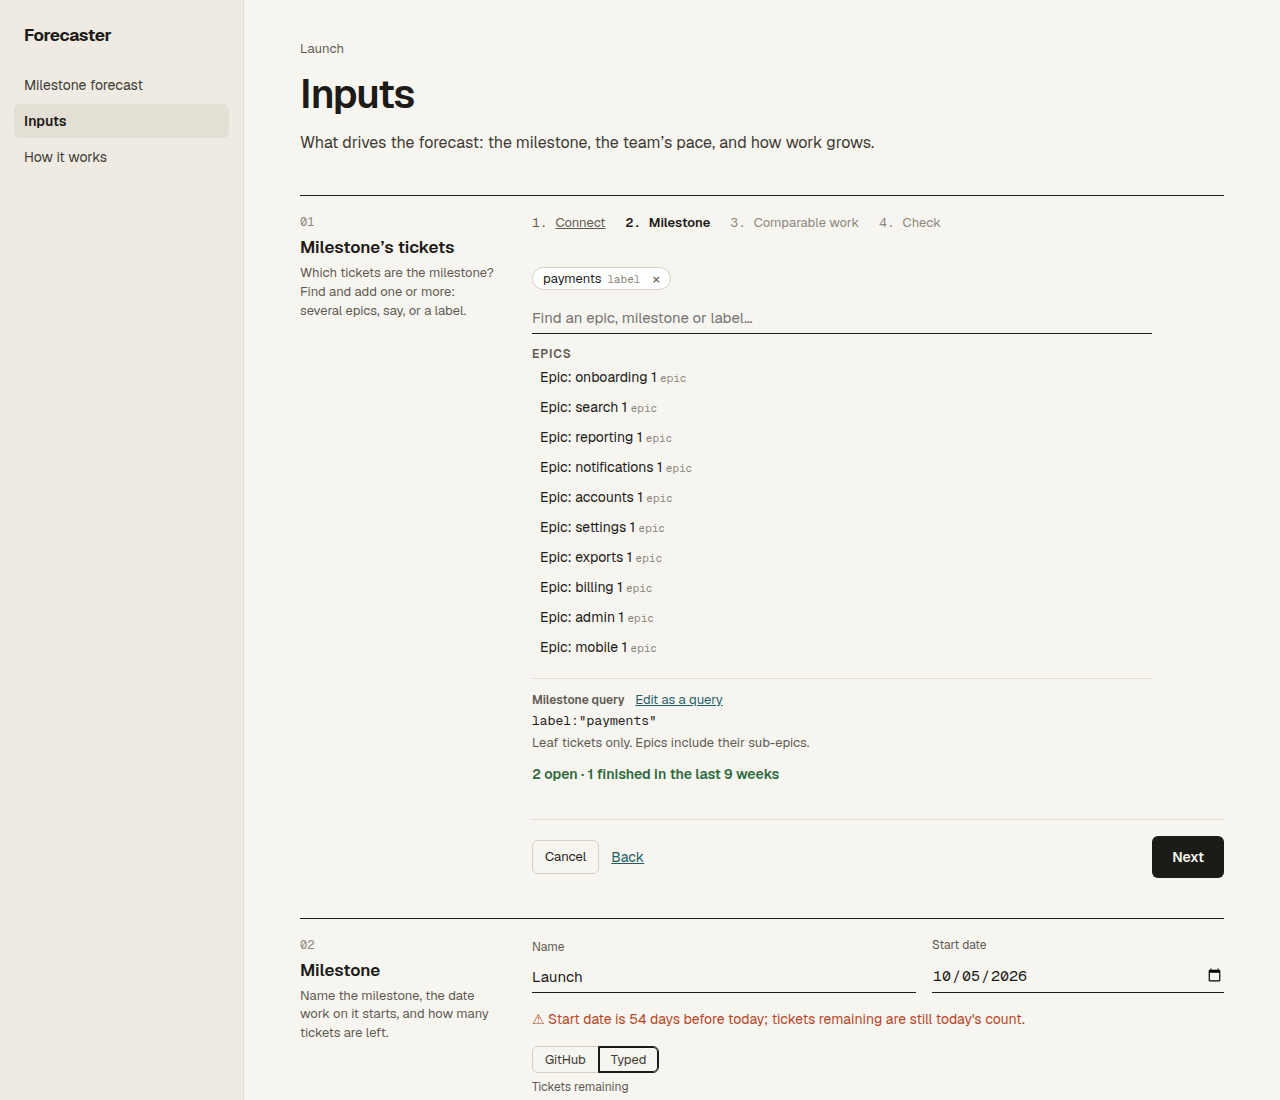 Forecaster
Milestone forecast
Inputs
How it works
Launch
Inputs
What drives the forecast: the milestone, the team’s pace, and how work grows.
01
Milestone’s tickets
Which tickets are the milestone?
Find and add one or more:
several epics, say, or a label.
1. Connect 2. Milestone 3. Comparable work 4. Check
payments label ×
Find an epic, milestone or label…
EPICS
Epic: onboarding 1 epic
Epic: search 1 epic
Epic: reporting 1 epic
Epic: notifications 1 epic
Epic: accounts 1 epic
Epic: settings 1 epic
Epic: exports 1 epic
Epic: billing 1 epic
Epic: admin 1 epic
Epic: mobile 1 epic
Milestone query Edit as a query
label:"payments"
Leaf tickets only. Epics include their sub-epics.
2 open · 1 finished in the last 9 weeks
Cancel Back Next
02
Milestone
Name the milestone, the date
work on it starts, and how many
tickets are left.
Name Start date
Launch 10/05/2026
⚠ Start date is 54 days before today; tickets remaining are still today's count.
GitHub Typed
Tickets remaining